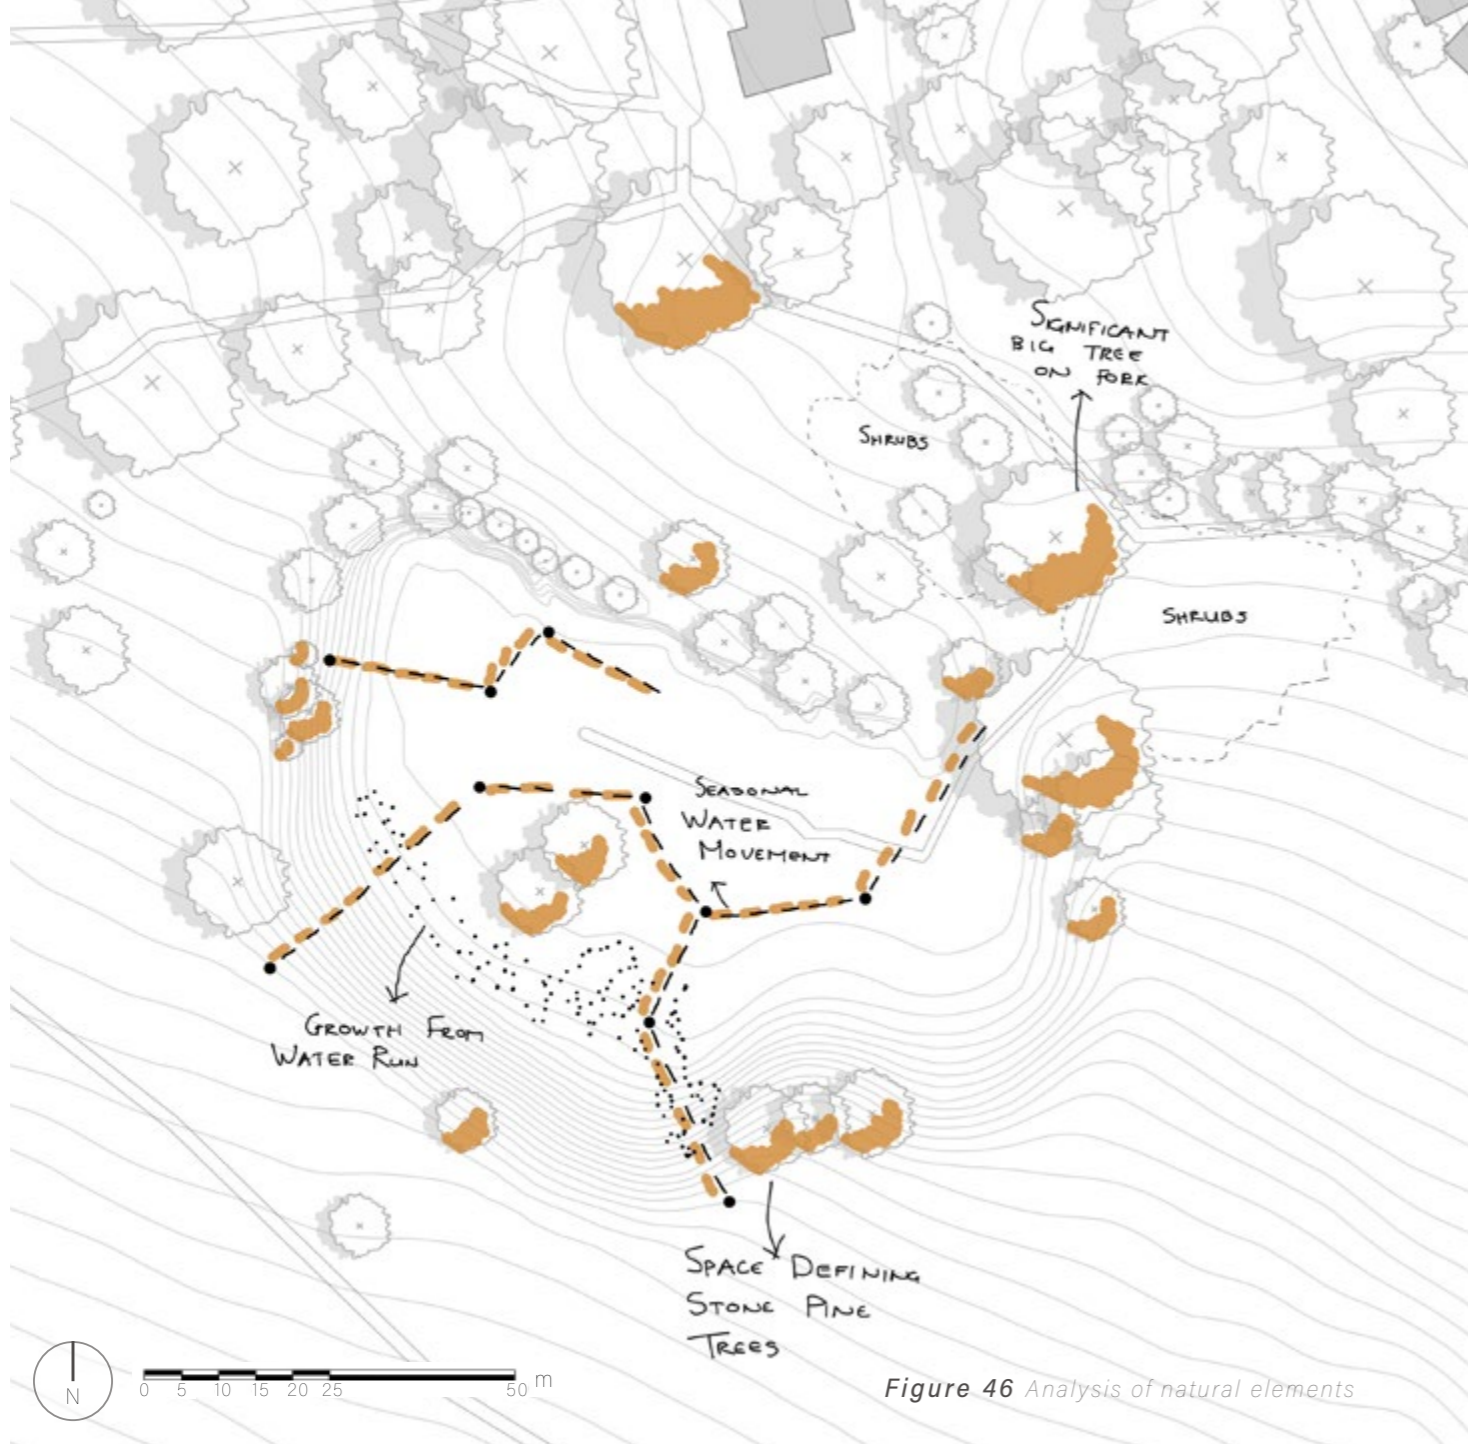 SIGNIFICANT
BIG TREE
ON FORK
SHRUBS
SHRUBS
SEASONAL
WATER
MOVEMENT
GROWTH FROM
WATER RUN
SPACE DEFINING
STONE PINE
TREES
N
0 5 10 15 20 25 50 m
Figure 46 Analysis of natural elements